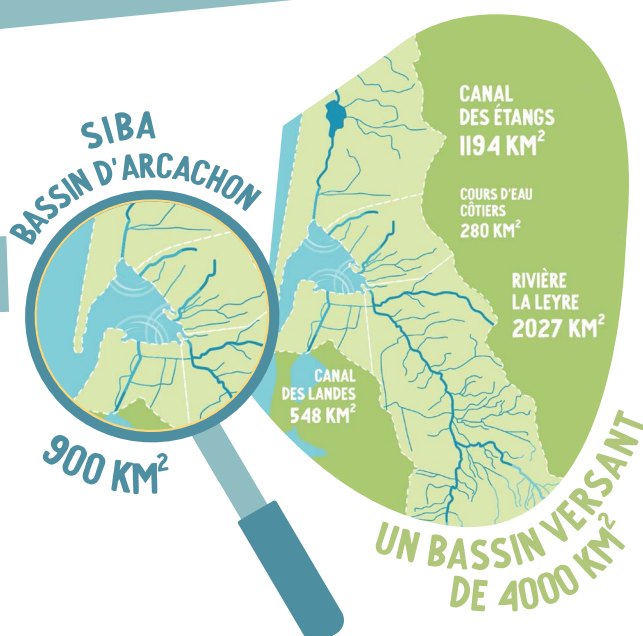 SIBA
BASSIN D'ARCACHON
900 KM²
CANAL
DES ÉTANGS
1194 KM²
COURS D'EAU
CÔTIERS
280 KM²
RIVIÈRE
LA LEYRE
2027 KM²
CANAL
DES LANDES
548 KM²
UN BASSIN VERSANT
DE 4000 KM²